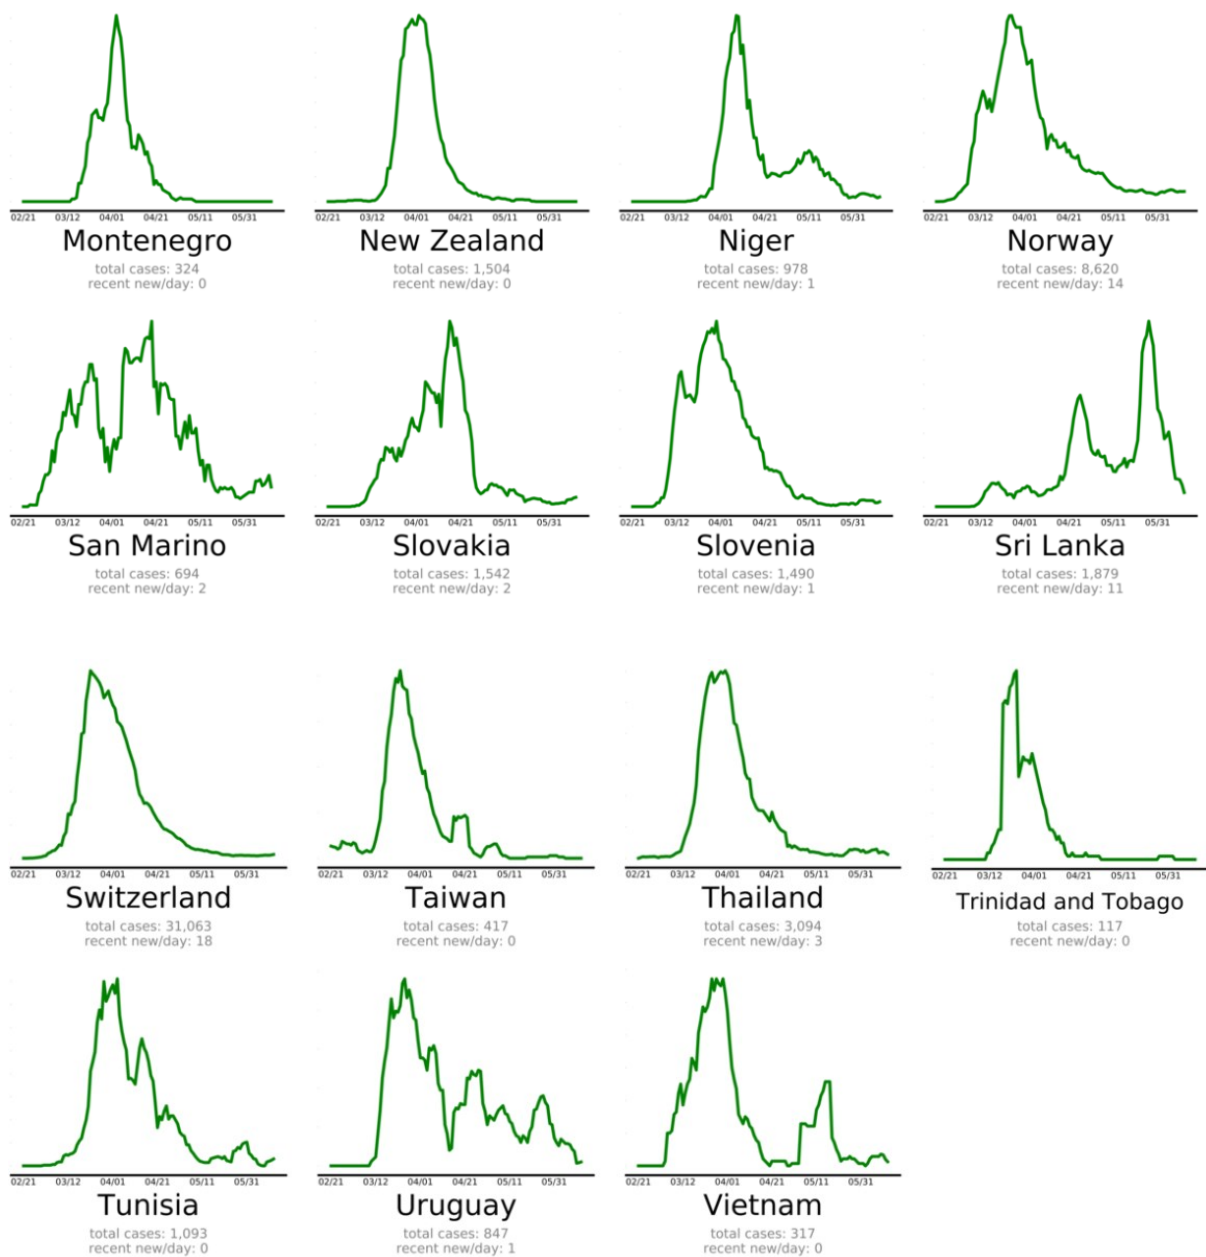 02/21 03/12 04/01 04/21 05/11 05/31
02/21 03/12 04/01 04/21 05/11 05/31
02/21 03/12 04/01 04/21 05/11 05/31
02/21 03/12 04/01 04/21 05/11 05/31
Montenegro
New Zealand
Niger
Norway
total cases: 324
total cases: 1,504
total cases: 978
total cases: 8,620
recent new/day: 0
recent new/day: 0
recent new/day: 1
recent new/day: 14
02/21 03/12 04/01 04/21 05/11 05/31
02/21 03/12 04/01 04/21 05/11 05/31
02/21 03/12 04/01 04/21 05/11 05/31
02/21 03/12 04/01 04/21 05/11 05/31
San Marino
Slovakia
Slovenia
Sri Lanka
total cases: 694
total cases: 1,542
total cases: 1,490
total cases: 1,879
recent new/day: 2
recent new/day: 2
recent new/day: 1
recent new/day: 11
02/21 03/12 04/01 04/21 05/11 05/31
02/21 03/12 04/01 04/21 05/11 05/31
02/21 03/12 04/01 04/21 05/11 05/31
02/21 03/12 04/01 04/21 05/11 05/31
Switzerland
Taiwan
Thailand
Trinidad and Tobago
total cases: 31,063
total cases: 417
total cases: 3,094
total cases: 117
recent new/day: 18
recent new/day: 0
recent new/day: 3
recent new/day: 0
02/21 03/12 04/01 04/21 05/11 05/31
02/21 03/12 04/01 04/21 05/11 05/31
02/21 03/12 04/01 04/21 05/11 05/31
Tunisia
Uruguay
Vietnam
total cases: 1,093
total cases: 847
total cases: 317
recent new/day: 0
recent new/day: 1
recent new/day: 0